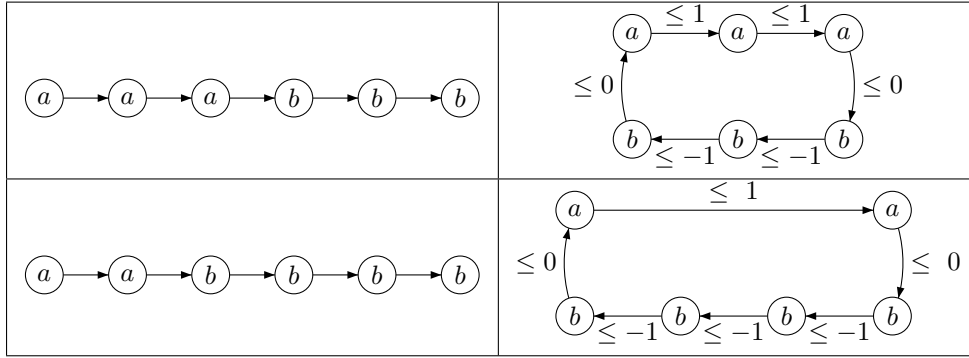 ≤ 1 ≤ 1
a a a
a a a b b b
≤ 0 ≤ 0
b b b
≤ −1 ≤ −1
≤ 1
a a
a a b b b b
≤ 0 ≤ 0
b b b b
≤ −1 ≤ −1 ≤ −1